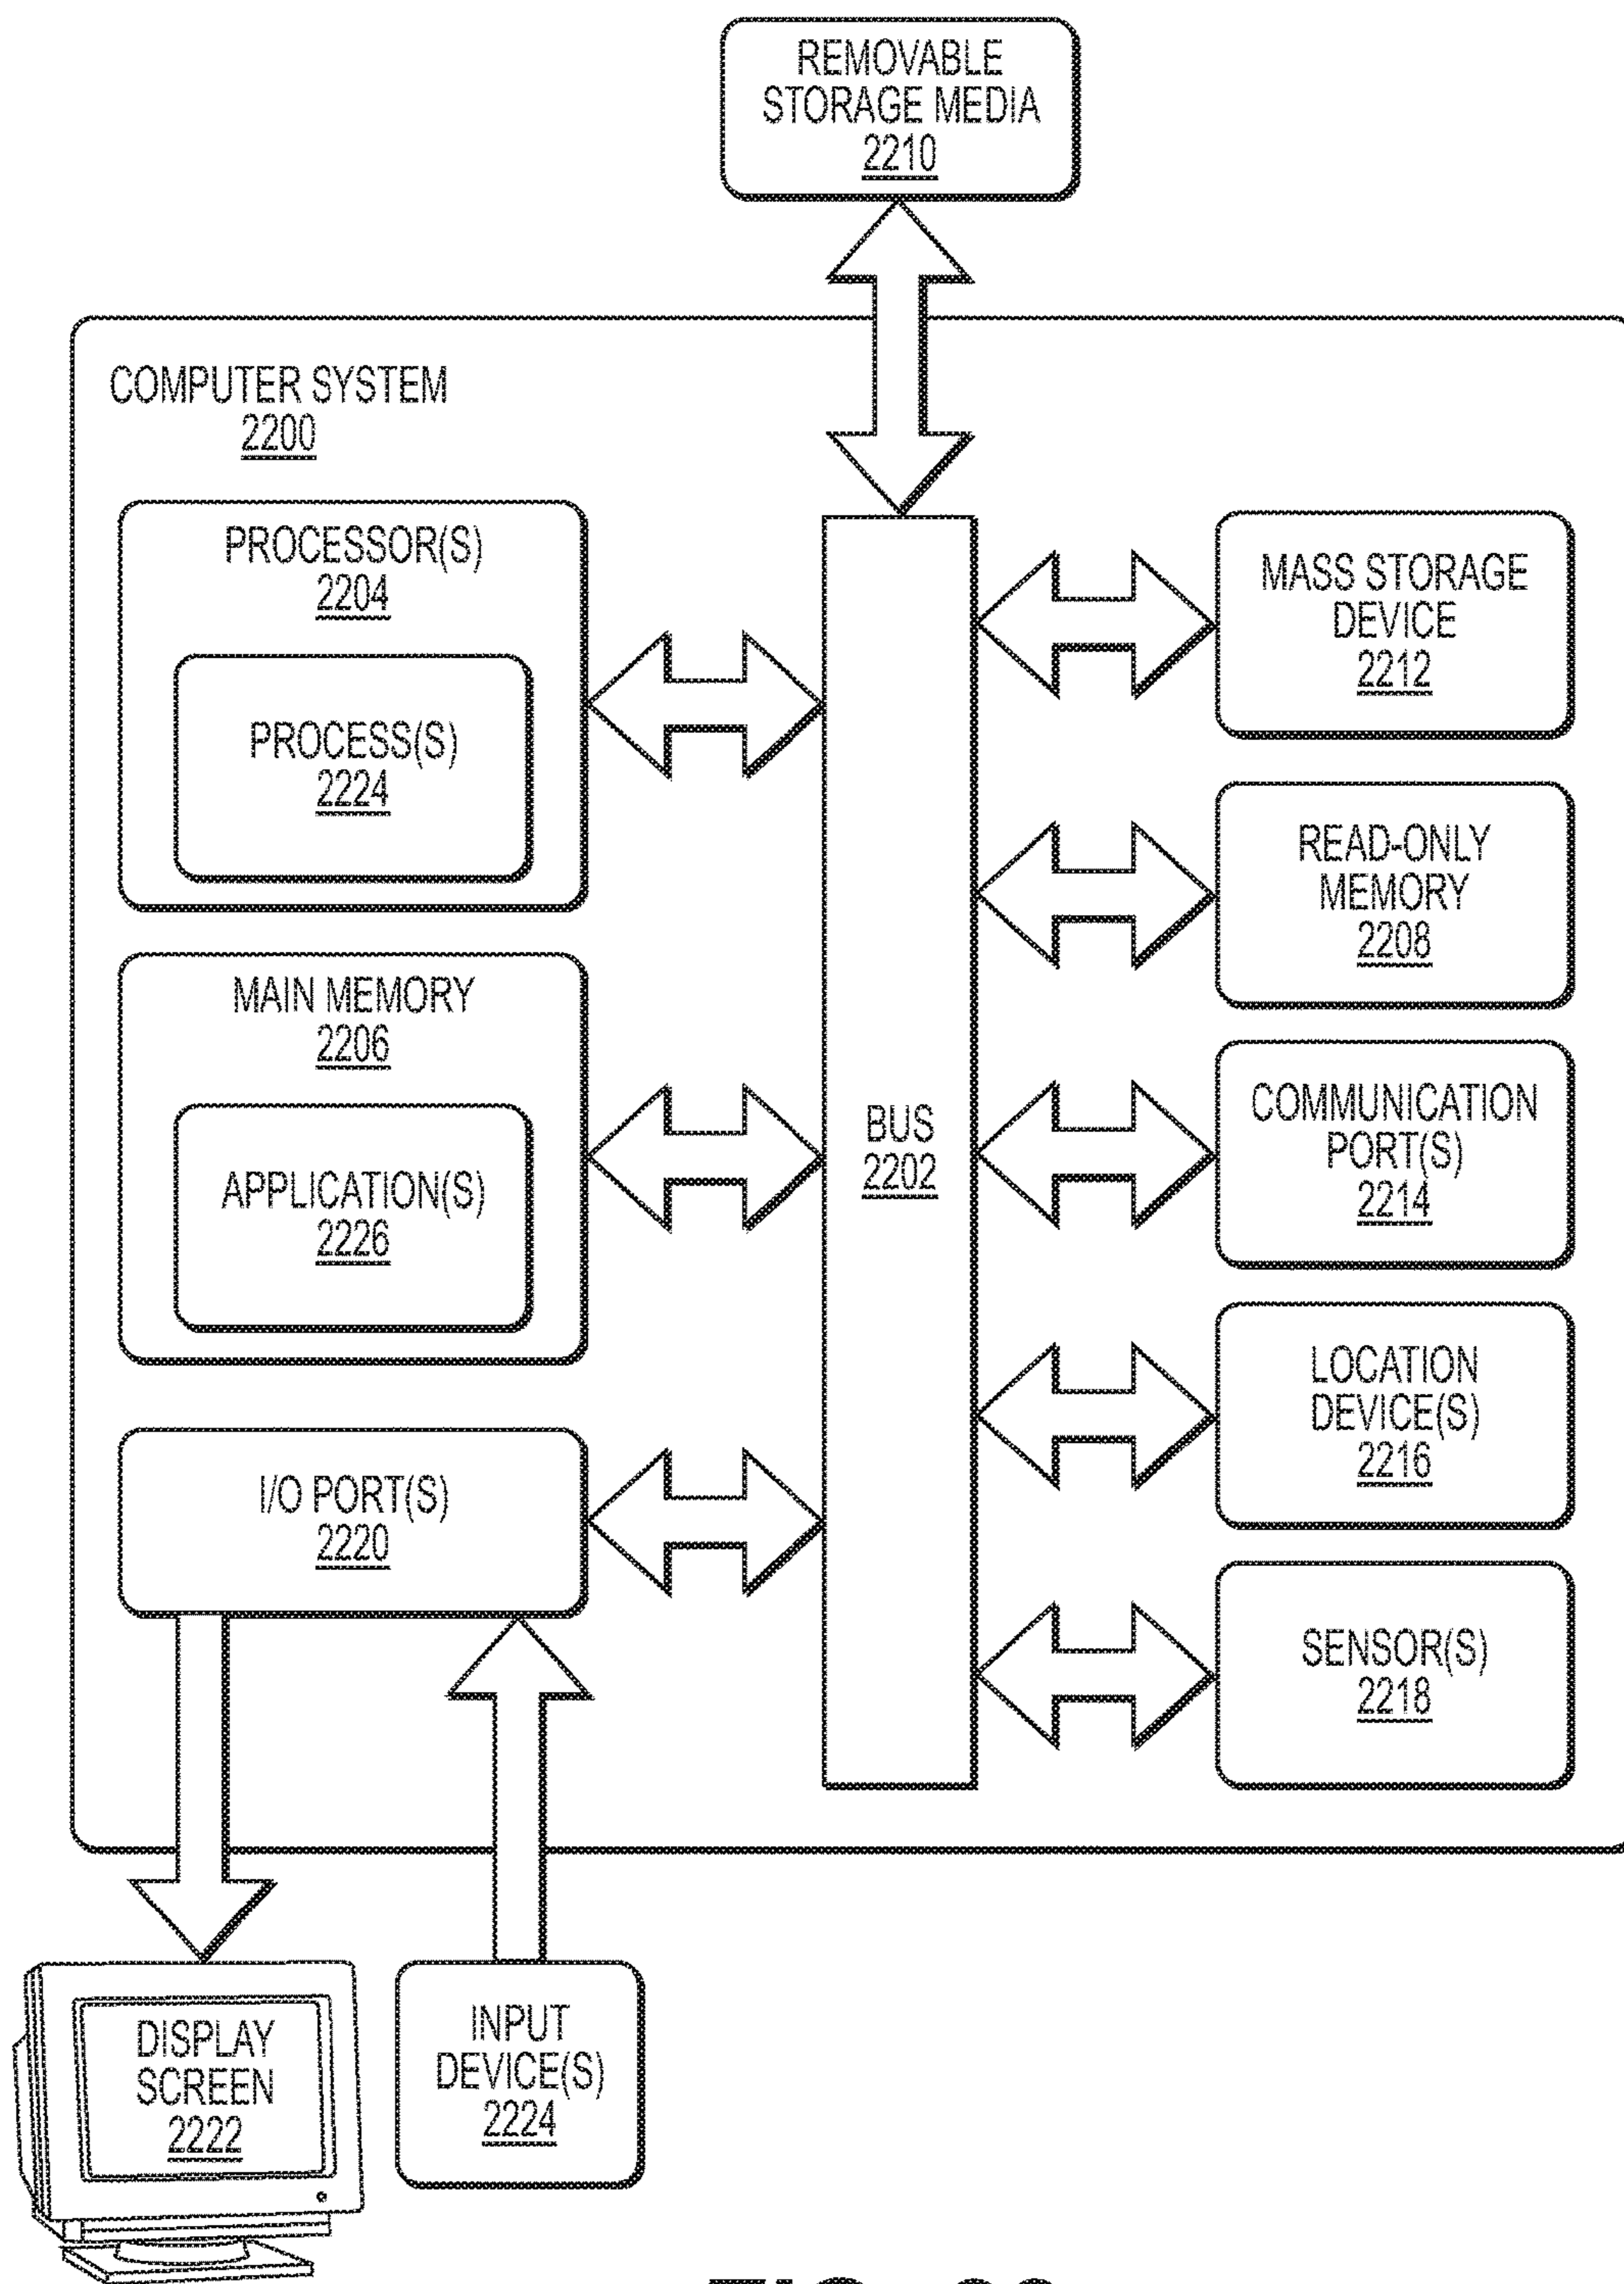 REMOVABLE
STORAGE MEDIA
2210
COMPUTER SYSTEM
2200
PROCESSOR(S)
2204
PROCESS(S)
2224
MAIN MEMORY
2206
APPLICATION(S)
2226
I/O PORT(S)
2220
BUS
2202
MASS STORAGE
DEVICE
2212
READ-ONLY
MEMORY
2208
COMMUNICATION
PORT(S)
2214
LOCATION
DEVICE(S)
2216
SENSOR(S)
2218
DISPLAY
SCREEN
2222
INPUT
DEVICE(S)
2224